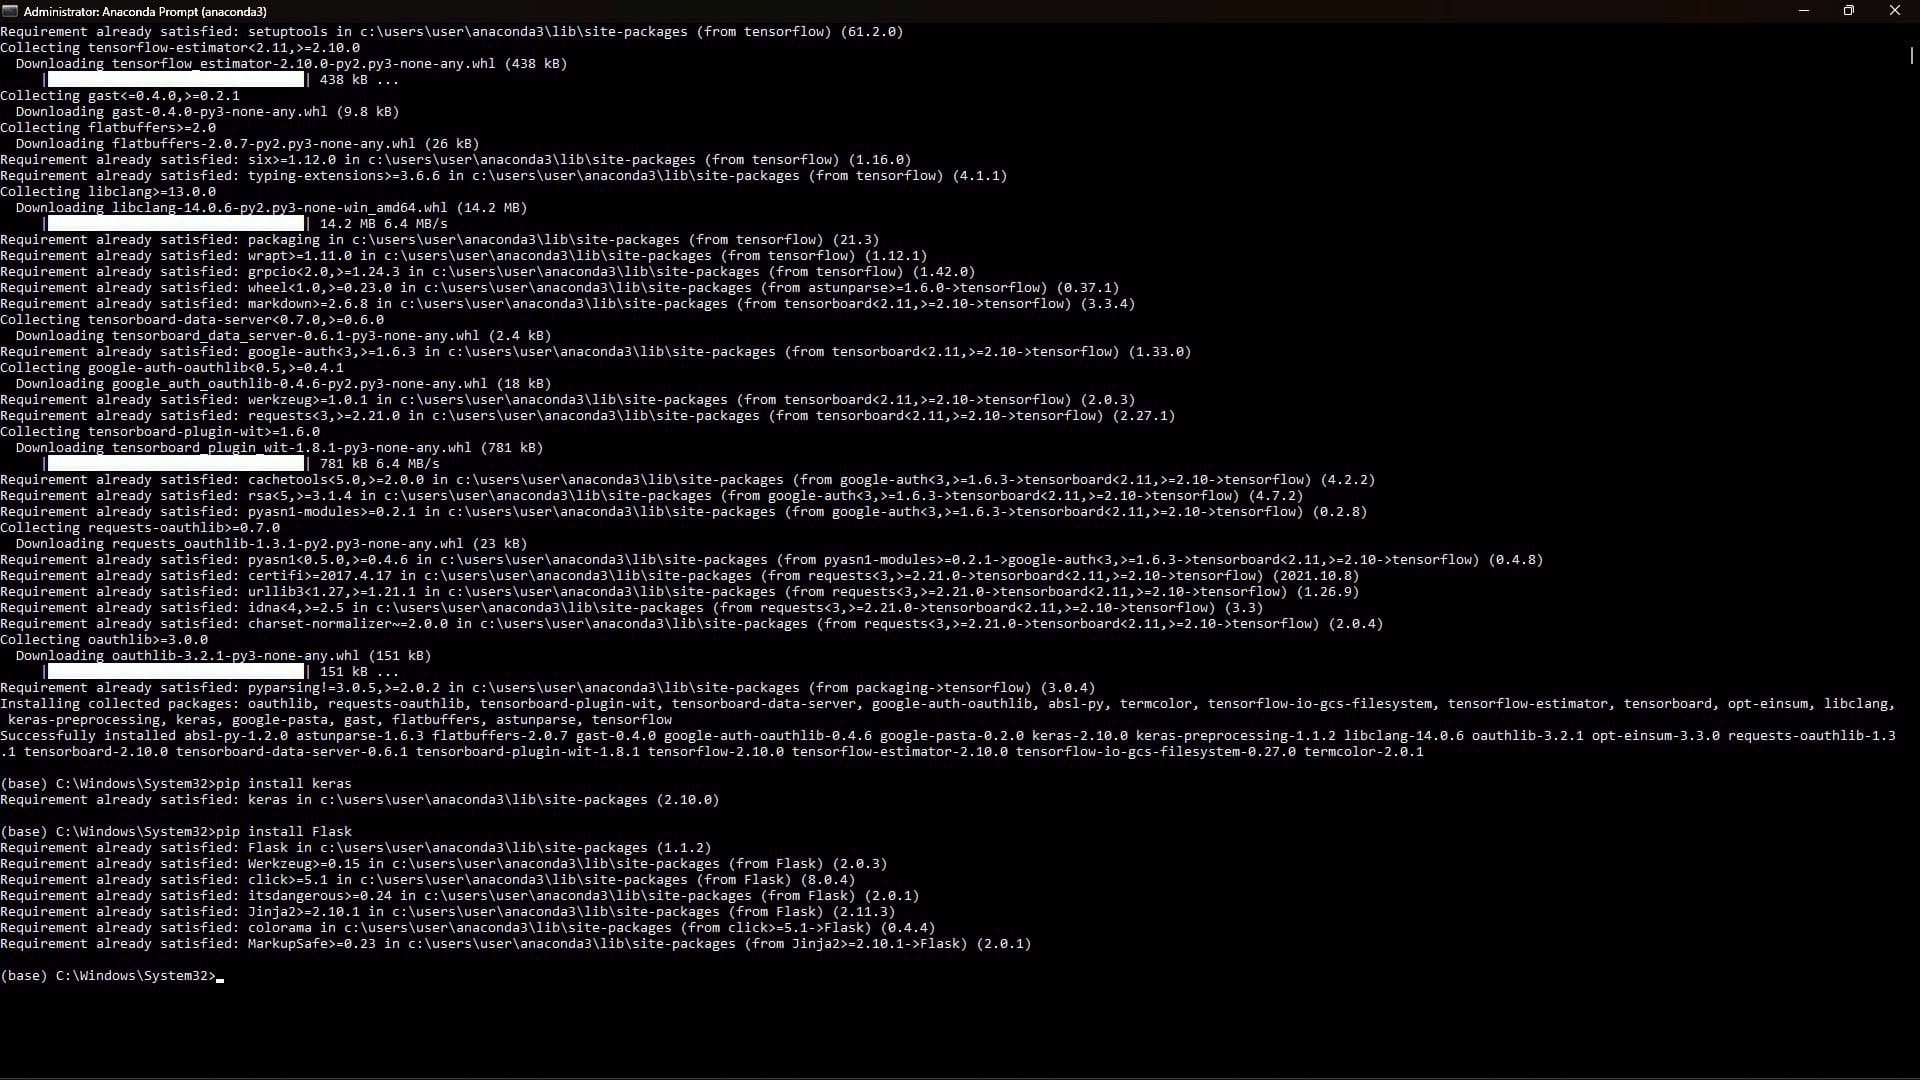 Administrator: Anaconda Prompt (anaconda3)
Requirement already satisfied: setuptools in c:\users\user\anaconda3\lib\site-packages (from tensorflow) (61.2.0)
Collecting tensorflow-estimator<2.11,>=2.10.0
  Downloading tensorflow_estimator-2.10.0-py2.py3-none-any.whl (438 kB)
     | | 438 kB ...
Collecting gast<=0.4.0,>=0.2.1
  Downloading gast-0.4.0-py3-none-any.whl (9.8 kB)
Collecting flatbuffers>=2.0
  Downloading flatbuffers-2.0.7-py2.py3-none-any.whl (26 kB)
Requirement already satisfied: six>=1.12.0 in c:\users\user\anaconda3\lib\site-packages (from tensorflow) (1.16.0)
Requirement already satisfied: typing-extensions>=3.6.6 in c:\users\user\anaconda3\lib\site-packages (from tensorflow) (4.1.1)
Collecting libclang>=13.0.0
  Downloading libclang-14.0.6-py2.py3-none-win_amd64.whl (14.2 MB)
     | | 14.2 MB 6.4 MB/s
Requirement already satisfied: packaging in c:\users\user\anaconda3\lib\site-packages (from tensorflow) (21.3)
Requirement already satisfied: wrapt>=1.11.0 in c:\users\user\anaconda3\lib\site-packages (from tensorflow) (1.12.1)
Requirement already satisfied: grpcio<2.0,>=1.24.3 in c:\users\user\anaconda3\lib\site-packages (from tensorflow) (1.42.0)
Requirement already satisfied: wheel<1.0,>=0.23.0 in c:\users\user\anaconda3\lib\site-packages (from astunparse>=1.6.0->tensorflow) (0.37.1)
Requirement already satisfied: markdown>=2.6.8 in c:\users\user\anaconda3\lib\site-packages (from tensorboard<2.11,>=2.10->tensorflow) (3.3.4)
Collecting tensorboard-data-server<0.7.0,>=0.6.0
  Downloading tensorboard_data_server-0.6.1-py3-none-any.whl (2.4 kB)
Requirement already satisfied: google-auth<3,>=1.6.3 in c:\users\user\anaconda3\lib\site-packages (from tensorboard<2.11,>=2.10->tensorflow) (1.33.0)
Collecting google-auth-oauthlib<0.5,>=0.4.1
  Downloading google_auth_oauthlib-0.4.6-py2.py3-none-any.whl (18 kB)
Requirement already satisfied: werkzeug>=1.0.1 in c:\users\user\anaconda3\lib\site-packages (from tensorboard<2.11,>=2.10->tensorflow) (2.0.3)
Requirement already satisfied: requests<3,>=2.21.0 in c:\users\user\anaconda3\lib\site-packages (from tensorboard<2.11,>=2.10->tensorflow) (2.27.1)
Collecting tensorboard-plugin-wit>=1.6.0
  Downloading tensorboard_plugin_wit-1.8.1-py3-none-any.whl (781 kB)
     | | 781 kB 6.4 MB/s
Requirement already satisfied: cachetools<5.0,>=2.0.0 in c:\users\user\anaconda3\lib\site-packages (from google-auth<3,>=1.6.3->tensorboard<2.11,>=2.10->tensorflow) (4.2.2)
Requirement already satisfied: rsa<5,>=3.1.4 in c:\users\user\anaconda3\lib\site-packages (from google-auth<3,>=1.6.3->tensorboard<2.11,>=2.10->tensorflow) (4.7.2)
Requirement already satisfied: pyasn1-modules>=0.2.1 in c:\users\user\anaconda3\lib\site-packages (from google-auth<3,>=1.6.3->tensorboard<2.11,>=2.10->tensorflow) (0.2.8)
Collecting requests-oauthlib>=0.7.0
  Downloading requests_oauthlib-1.3.1-py2.py3-none-any.whl (23 kB)
Requirement already satisfied: pyasn1<0.5.0,>=0.4.6 in c:\users\user\anaconda3\lib\site-packages (from pyasn1-modules>=0.2.1->google-auth<3,>=1.6.3->tensorboard<2.11,>=2.10->tensorflow) (0.4.8)
Requirement already satisfied: certifi>=2017.4.17 in c:\users\user\anaconda3\lib\site-packages (from requests<3,>=2.21.0->tensorboard<2.11,>=2.10->tensorflow) (2021.10.8)
Requirement already satisfied: urllib3<1.27,>=1.21.1 in c:\users\user\anaconda3\lib\site-packages (from requests<3,>=2.21.0->tensorboard<2.11,>=2.10->tensorflow) (1.26.9)
Requirement already satisfied: idna<4,>=2.5 in c:\users\user\anaconda3\lib\site-packages (from requests<3,>=2.21.0->tensorboard<2.11,>=2.10->tensorflow) (3.3)
Requirement already satisfied: charset-normalizer~=2.0.0 in c:\users\user\anaconda3\lib\site-packages (from requests<3,>=2.21.0->tensorboard<2.11,>=2.10->tensorflow) (2.0.4)
Collecting oauthlib>=3.0.0
  Downloading oauthlib-3.2.1-py3-none-any.whl (151 kB)
     | | 151 kB ...
Requirement already satisfied: pyparsing!=3.0.5,>=2.0.2 in c:\users\user\anaconda3\lib\site-packages (from packaging->tensorflow) (3.0.4)
Installing collected packages: oauthlib, requests-oauthlib, tensorboard-plugin-wit, tensorboard-data-server, google-auth-oauthlib, absl-py, termcolor, tensorflow-io-gcs-filesystem, tensorflow-estimator, tensorboard, opt-einsum, libclang,
 keras-preprocessing, keras, google-pasta, gast, flatbuffers, astunparse, tensorflow
Successfully installed absl-py-1.2.0 astunparse-1.6.3 flatbuffers-2.0.7 gast-0.4.0 google-auth-oauthlib-0.4.6 google-pasta-0.2.0 keras-2.10.0 keras-preprocessing-1.1.2 libclang-14.0.6 oauthlib-3.2.1 opt-einsum-3.3.0 requests-oauthlib-1.3
.1 tensorboard-2.10.0 tensorboard-data-server-0.6.1 tensorboard-plugin-wit-1.8.1 tensorflow-2.10.0 tensorflow-estimator-2.10.0 tensorflow-io-gcs-filesystem-0.27.0 termcolor-2.0.1
(base) C:\Windows\System32>pip install keras
Requirement already satisfied: keras in c:\users\user\anaconda3\lib\site-packages (2.10.0)
(base) C:\Windows\System32>pip install Flask
Requirement already satisfied: Flask in c:\users\user\anaconda3\lib\site-packages (1.1.2)
Requirement already satisfied: Werkzeug>=0.15 in c:\users\user\anaconda3\lib\site-packages (from Flask) (2.0.3)
Requirement already satisfied: click>=5.1 in c:\users\user\anaconda3\lib\site-packages (from Flask) (8.0.4)
Requirement already satisfied: itsdangerous>=0.24 in c:\users\user\anaconda3\lib\site-packages (from Flask) (2.0.1)
Requirement already satisfied: Jinja2>=2.10.1 in c:\users\user\anaconda3\lib\site-packages (from Flask) (2.11.3)
Requirement already satisfied: colorama in c:\users\user\anaconda3\lib\site-packages (from click>=5.1->Flask) (0.4.4)
Requirement already satisfied: MarkupSafe>=0.23 in c:\users\user\anaconda3\lib\site-packages (from Jinja2>=2.10.1->Flask) (2.0.1)
(base) C:\Windows\System32>